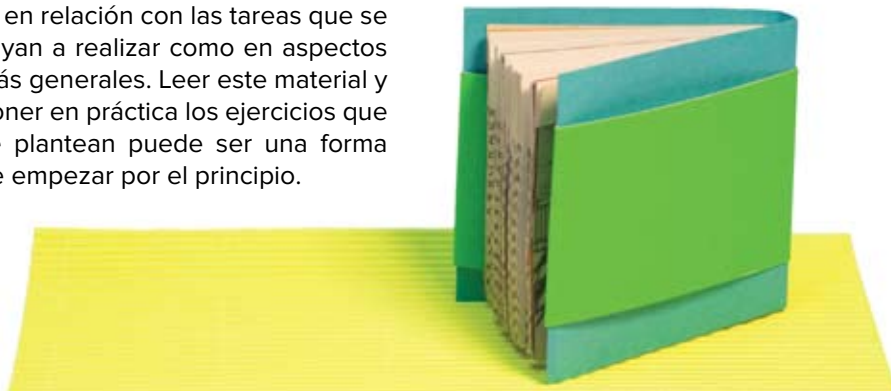 en relación con las tareas que se
yan a realizar como en aspectos
ás generales. Leer este material y
oner en práctica los ejercicios que
plantean puede ser una forma
empezar por el principio.